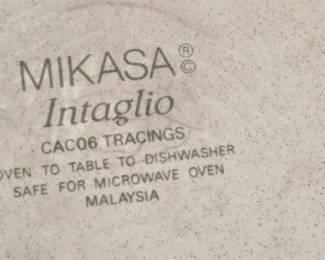 MIKASA ® ©
Intaglio
CAC06 TRACINGS
OVEN TO TABLE TO DISHWASHER
SAFE FOR MICROWAVE OVEN
MALAYSIA